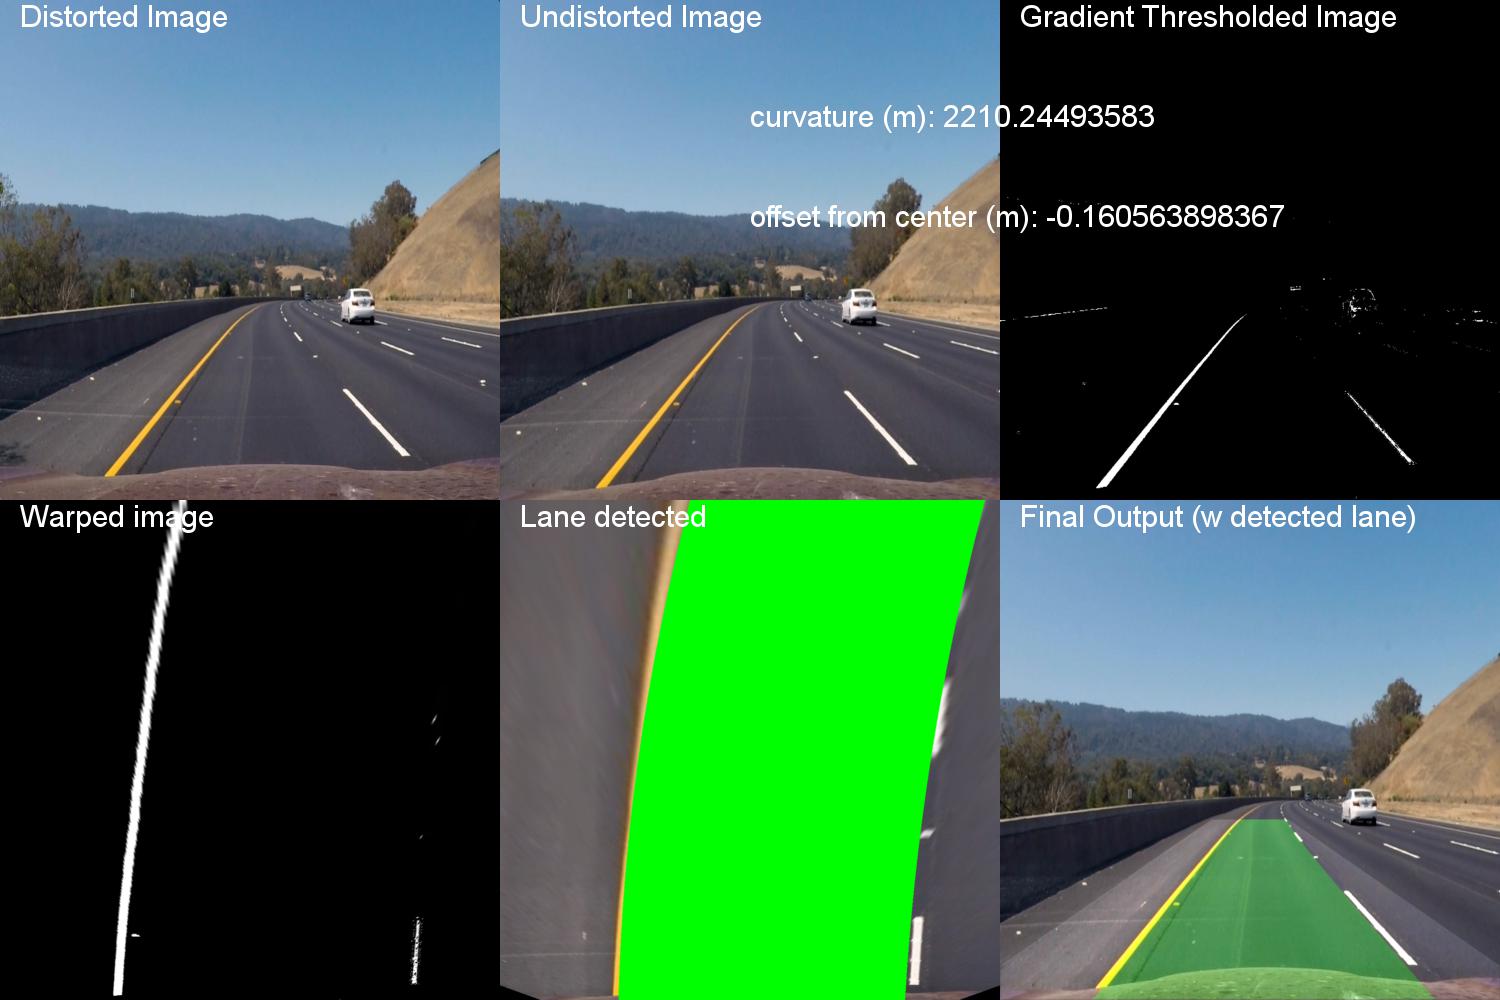 Distorted Image
Undistorted Image
Gradient Thresholded Image
curvature (m): 2210.24493583
offset from center (m): -0.160563898367
Warped image
Lane detected
Final Output (w detected lane)